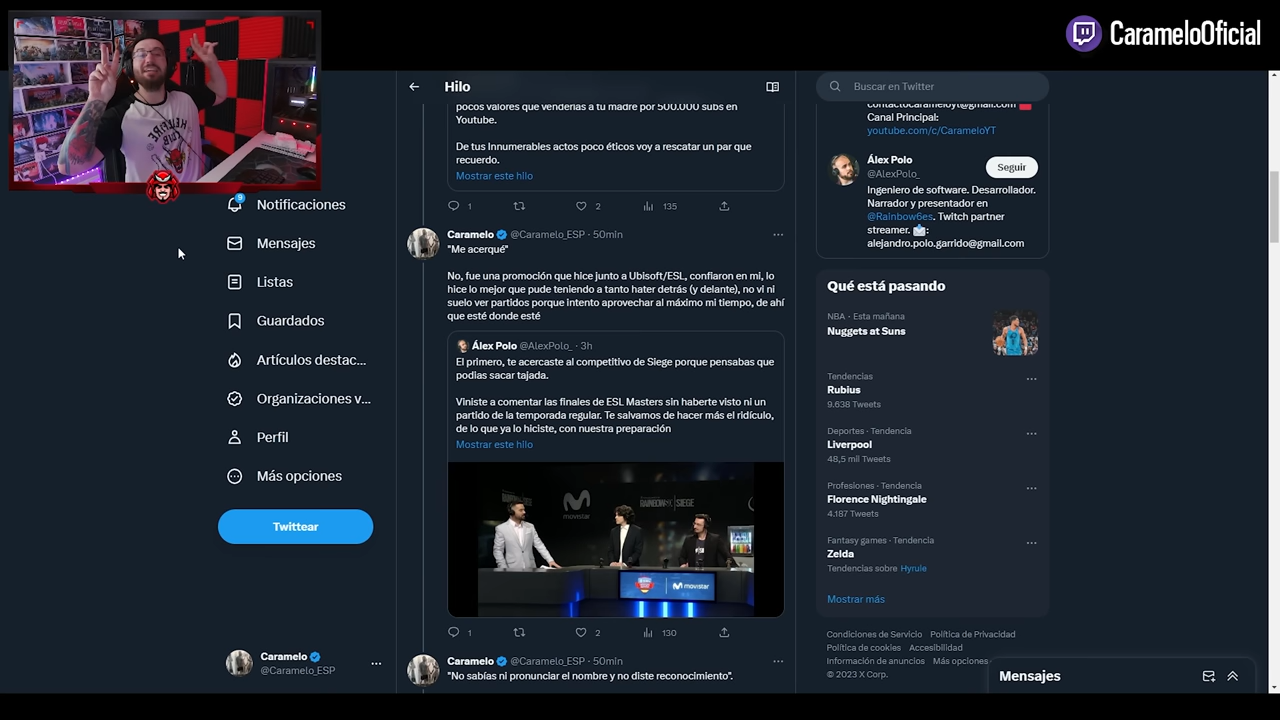 CarameloOficial
Hilo
Buscar en Twitter
pocos valores que venderias a tu madre por 500.000 subs en
Youtube.
De tus innumerables actos poco éticos voy a rescatar un par que
recuerdo.
Mostrar este hilo
1
2
135
contactocarameloyt@gmail.com
Canal Principal:
youtube.com/c/CarameloYT
Álex Polo
@AlexPolo_
Seguir
Ingeniero de software. Desarrollador.
Narrador y presentador en
@Rainbow6es. Twitch partner
streamer.
alejandro.polo.garrido@gmail.com
9
Notificaciones
Mensajes
Listas
Guardados
Artículos destac...
Organizaciones v...
Perfil
Más opciones
Twittear
Caramelo
@Caramelo_ESP
Caramelo @Caramelo_ESP · 50min
"Me acerqué"
No, fue una promoción que hice junto a Ubisoft/ESL, confiaron en mi, lo
hice lo mejor que pude teniendo a tanto hater detrás (y delante), no vi ni
suelo ver partidos porque intento aprovechar al máximo mi tiempo, de ahí
que esté donde esté
Álex Polo @AlexPolo_ · 3h
El primero, te acercaste al competitivo de Siege porque pensabas que
podias sacar tajada.
Viniste a comentar las finales de ESL Masters sin haberte visto ni un
partido de la temporada regular. Te salvamos de hacer más el ridículo,
de lo que ya lo hiciste, con nuestra preparación
Mostrar este hilo
movistar
SIEGE
Movistar
1
2
130
Caramelo @Caramelo_ESP · 50min
"No sabías ni pronunciar el nombre y no diste reconocimiento".
Qué está pasando
NBA · Esta mañana
Nuggets at Suns
Tendencias
Rubius
9.638 Tweets
Deportes · Tendencia
Liverpool
48,5 mil Tweets
Profesiones · Tendencia
Florence Nightingale
4.187 Tweets
Fantasy games · Tendencia
Zelda
Tendencias sobre Hyrule
Mostrar más
Condiciones de Servicio Política de Privacidad
Política de cookies Accesibilidad
Información de anuncios Más opciones
© 2023 X Corp.
Mensajes